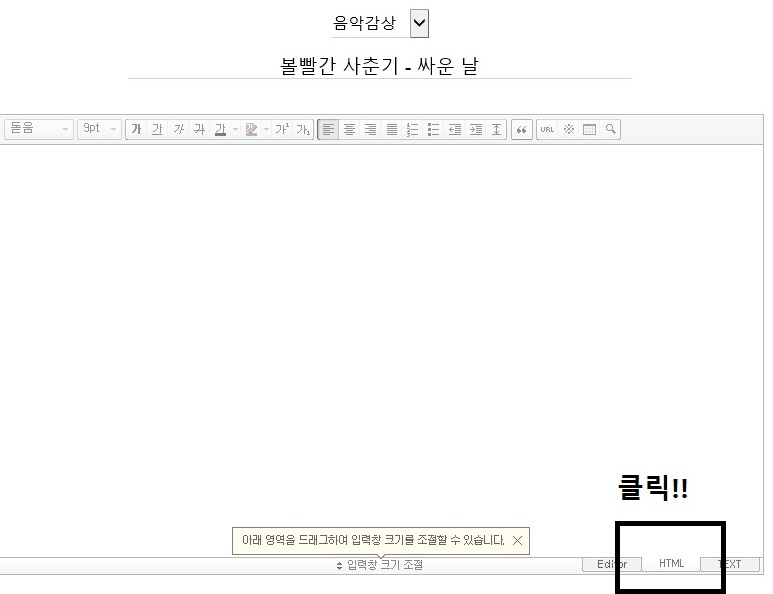 음악감상
볼빨간 사춘기 - 싸운 날
돋움 9pt 가 가 가 가 가 가 가¹ 가₁ “ URL ※
클릭!!
아래 영역을 드래그하여 입력창 크기를 조절할 수 있습니다.
입력창 크기 조절 Editor HTML TEXT